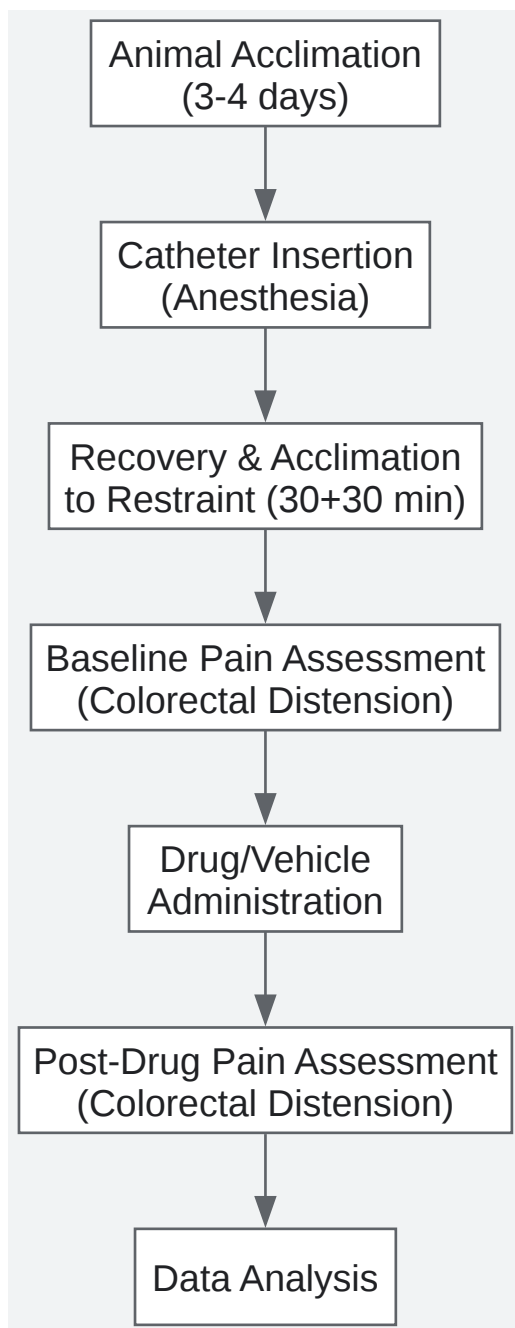 Animal Acclimation
(3-4 days)
Catheter Insertion
(Anesthesia)
Recovery & Acclimation
to Restraint (30+30 min)
Baseline Pain Assessment
(Colorectal Distension)
Drug/Vehicle
Administration
Post-Drug Pain Assessment
(Colorectal Distension)
Data Analysis